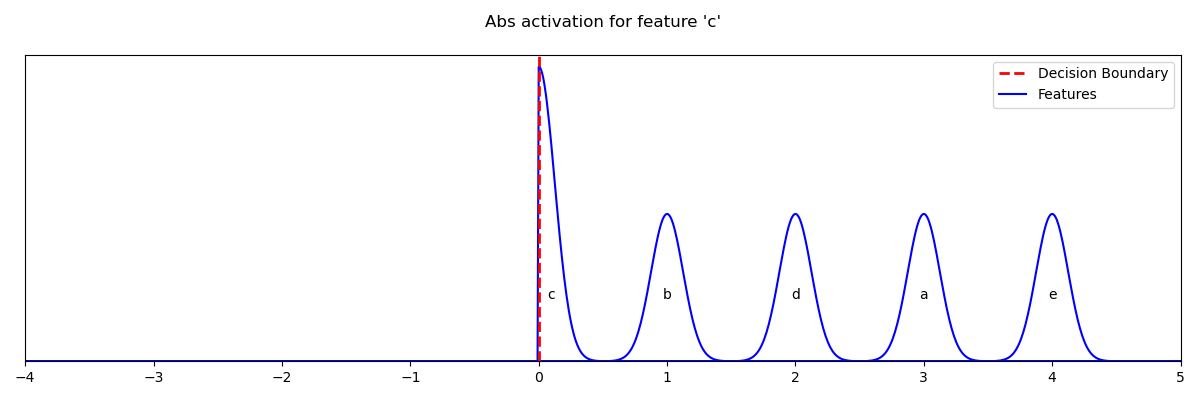 Abs activation for feature 'c'
Decision Boundary
Features
c b d a e
−4 −3 −2 −1 0 1 2 3 4 5